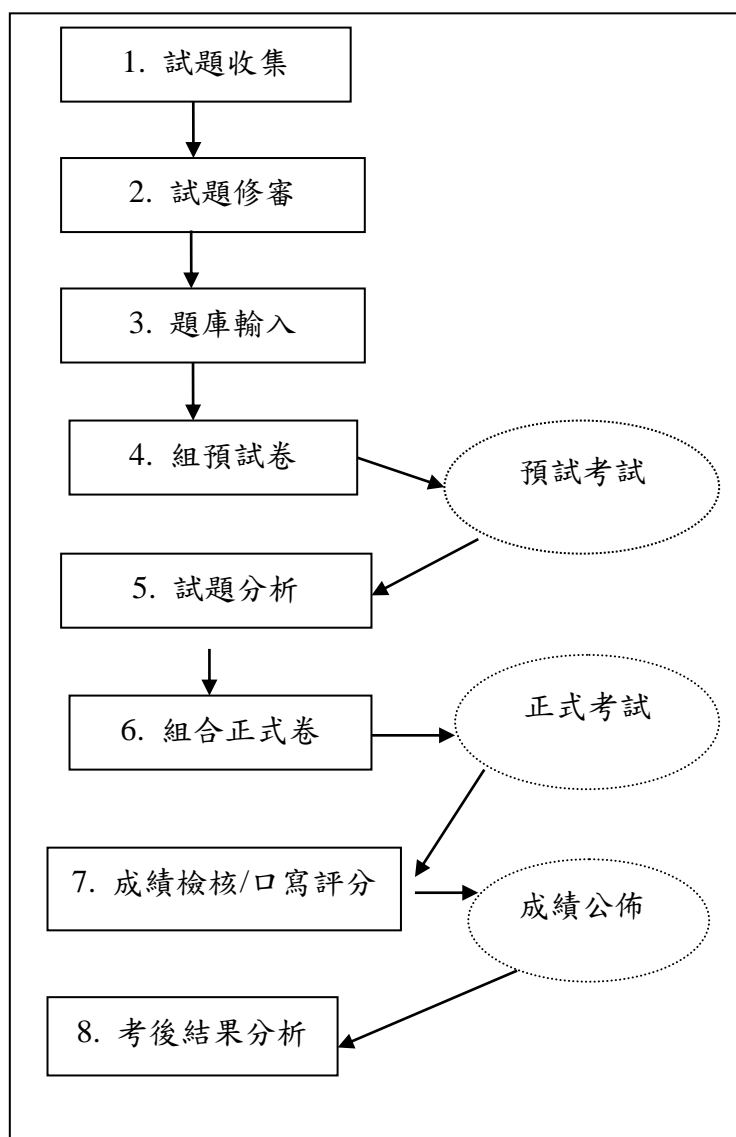 1. 試題收集
2. 試題修審
3. 題庫輸入
4. 組預試卷
預試考試
5. 試題分析
6. 組合正式卷
正式考試
7. 成績檢核/口寫評分
成績公佈
8. 考後結果分析